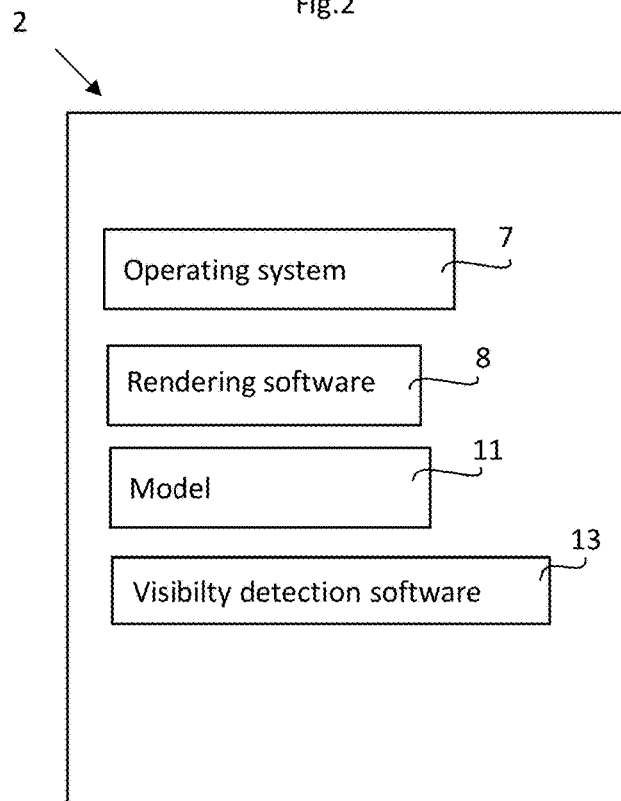 Fig.2
2
Operating system
7
Rendering software
8
Model
11
Visibilty detection software
13